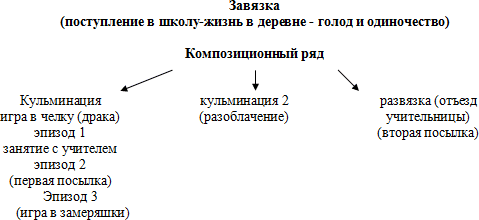 Завязка
(поступление в школу-жизнь в деревне - голод и одиночество)
Композиционный ряд
Кульминация
игра в челку (драка)
эпизод 1
занятие с учителем
эпизод 2
(первая посылка)
Эпизод 3
(игра в замеряшки)
кульминация 2
(разоблачение)
развязка (отъезд
учительницы)
(вторая посылка)